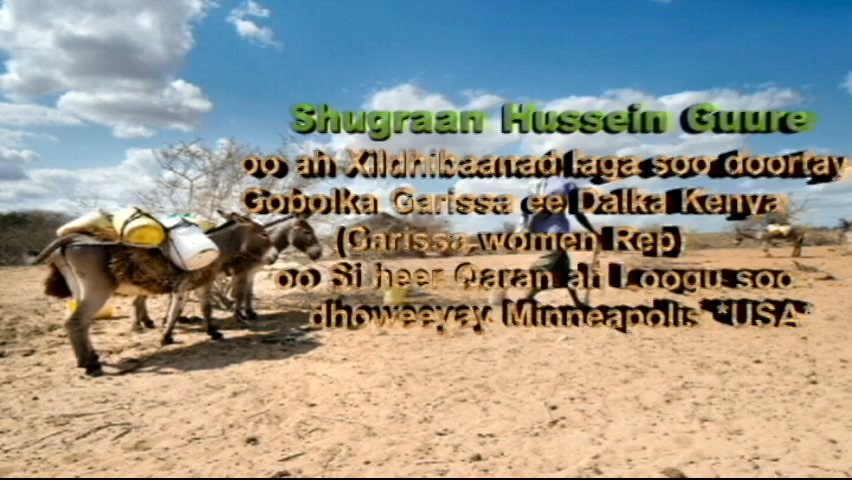 Shugraan Hussein Guure
oo ah Xildhibaanad laga soo doortay
Gobolka Garissa ee Dalka Kenya
(Garissa women Rep)
oo Si heer Qaran ah Loogu soo
dhoweeyay Minneapolis *USA*